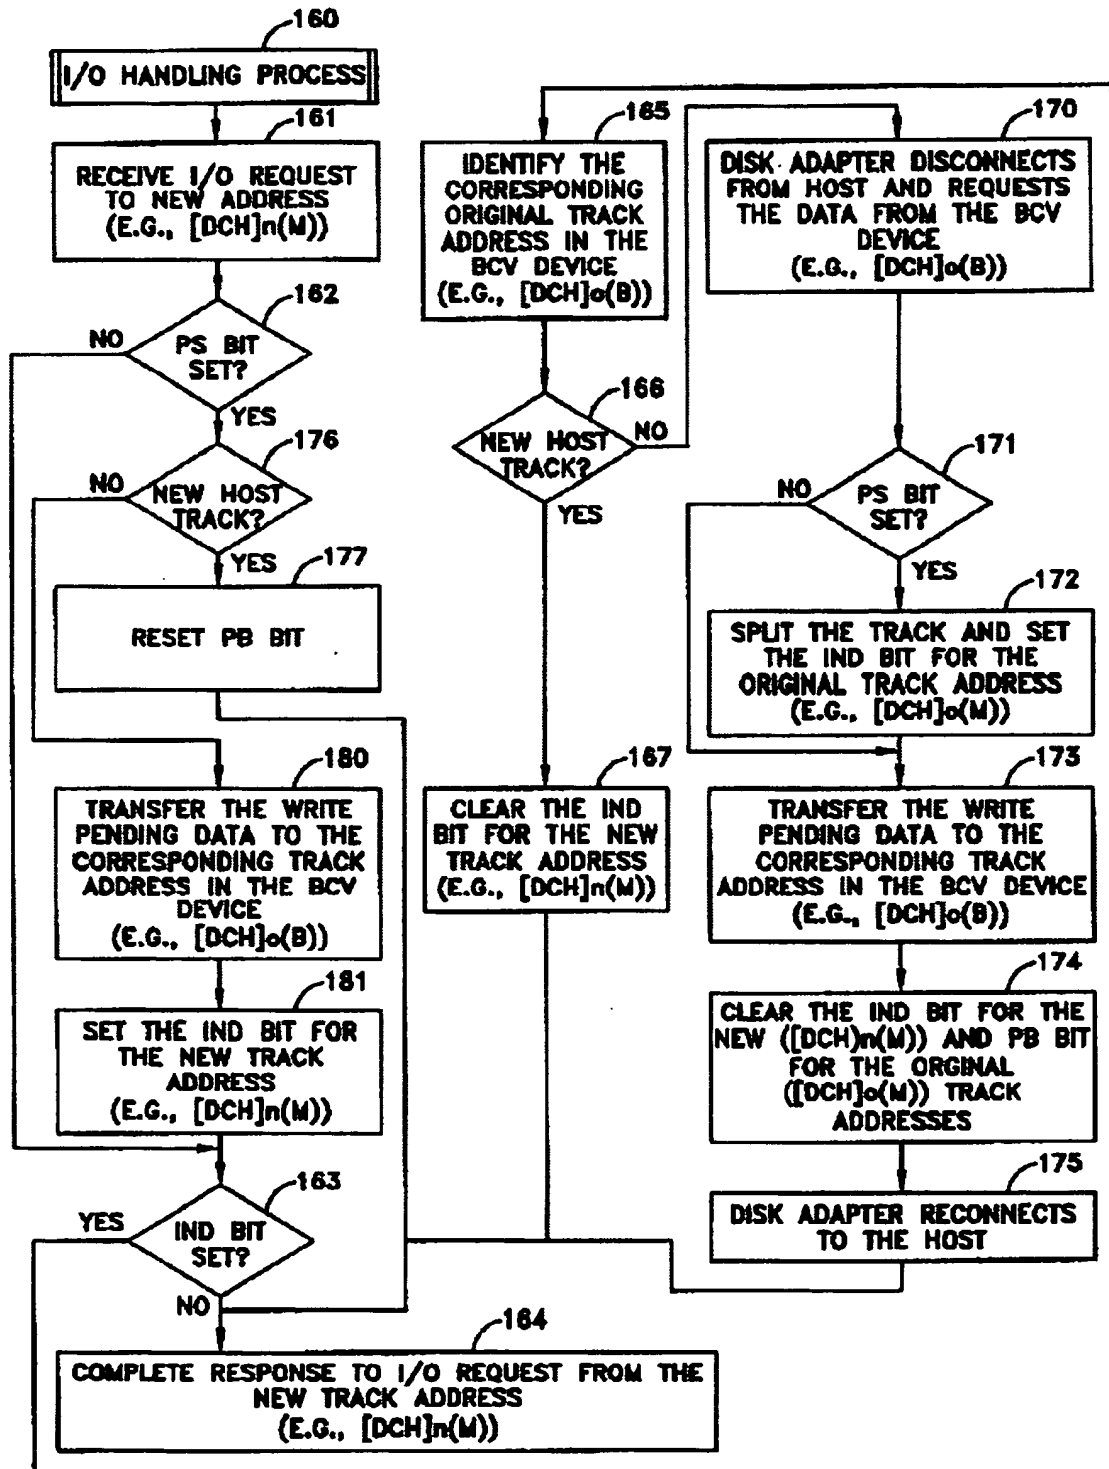 160
I/O HANDLING PROCESS
161
RECEIVE I/O REQUEST
TO NEW ADDRESS
(E.G., [DCH]n(M))
162
NO
PS BIT
SET?
YES
176
NO
NEW HOST
TRACK?
YES
177
RESET PB BIT
180
TRANSFER THE WRITE
PENDING DATA TO THE
CORRESPONDING TRACK
ADDRESS IN THE BCV
DEVICE
(E.G., [DCH]o(B))
181
SET THE IND BIT FOR
THE NEW TRACK
ADDRESS
(E.G., [DCH]n(M))
163
YES
IND BIT
SET?
NO
164
COMPLETE RESPONSE TO I/O REQUEST FROM THE
NEW TRACK ADDRESS
(E.G., [DCH]n(M))
165
IDENTIFY THE
CORRESPONDING
ORIGINAL TRACK
ADDRESS IN THE
BCV DEVICE
(E.G., [DCH]o(B))
166
NEW HOST
TRACK?
NO
YES
167
CLEAR THE IND
BIT FOR THE NEW
TRACK ADDRESS
(E.G., [DCH]n(M))
170
DISK ADAPTER DISCONNECTS
FROM HOST AND REQUESTS
THE DATA FROM THE BCV
DEVICE
(E.G., [DCH]o(B))
171
NO
PS BIT
SET?
YES
172
SPLIT THE TRACK AND SET
THE IND BIT FOR THE
ORIGINAL TRACK ADDRESS
(E.G., [DCH]o(M))
173
TRANSFER THE WRITE
PENDING DATA TO THE
CORRESPONDING TRACK
ADDRESS IN THE BCV DEVICE
(E.G., [DCH]o(B))
174
CLEAR THE IND BIT FOR THE
NEW ([DCH)n(M)) AND PB BIT
FOR THE ORGINAL
([DCH]o(M)) TRACK
ADDRESSES
175
DISK ADAPTER RECONNECTS
TO THE HOST